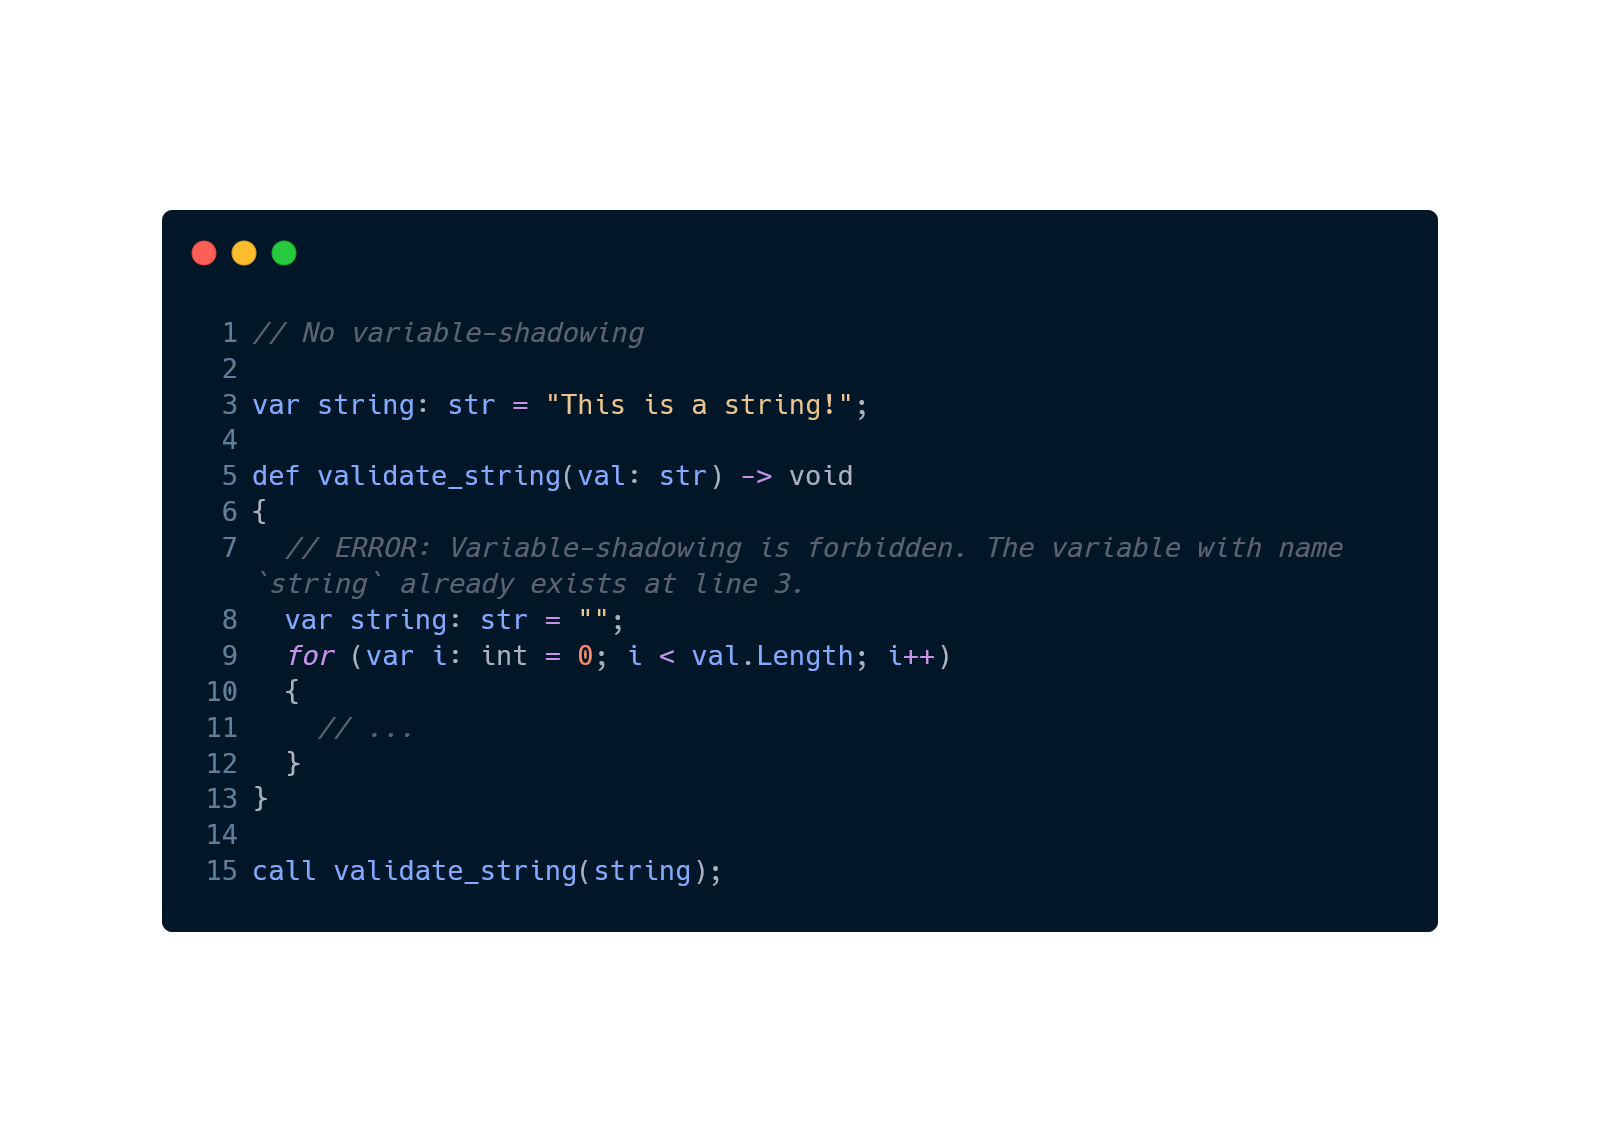 1 // No variable-shadowing
2
3 var string: str = "This is a string!";
4
5 def validate_string(val: str) -> void
6 {
7   // ERROR: Variable-shadowing is forbidden. The variable with name
`string` already exists at line 3.
8   var string: str = "";
9   for (var i: int = 0; i < val.Length; i++)
10   {
11     // ...
12   }
13 }
14
15 call validate_string(string);